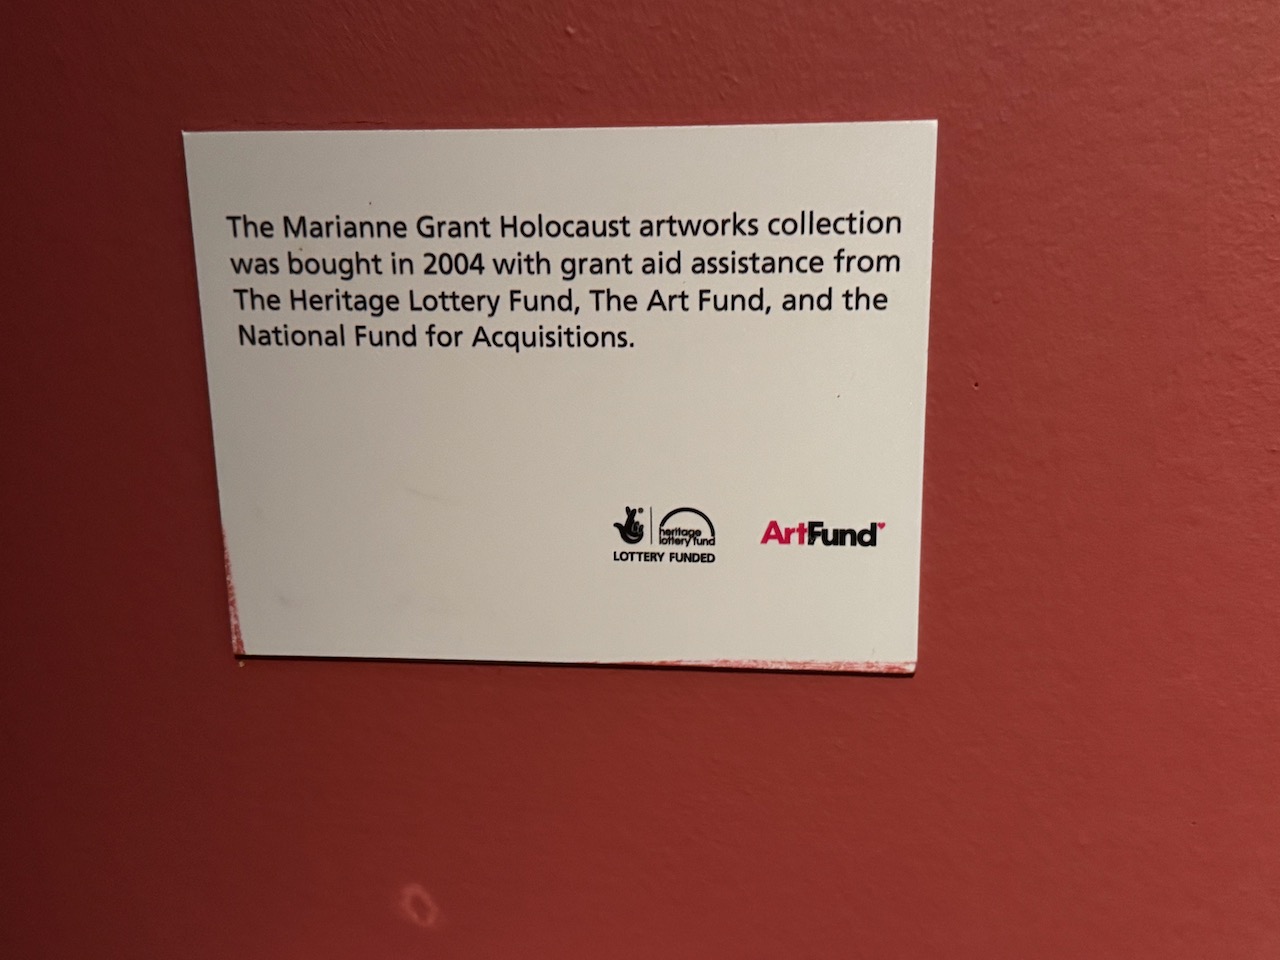 The Marianne Grant Holocaust artworks collection
was bought in 2004 with grant aid assistance from
The Heritage Lottery Fund, The Art Fund, and the
National Fund for Acquisitions.
heritage
lottery fund
LOTTERY FUNDED
ArtFund